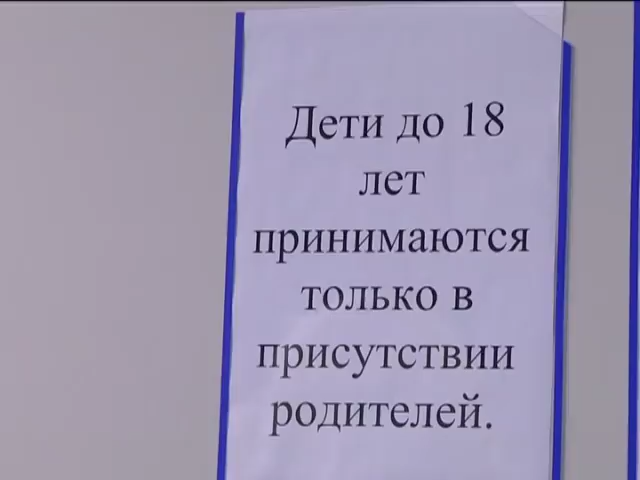 Дети до 18
лет
принимаются
только в
присутствии
родителей.